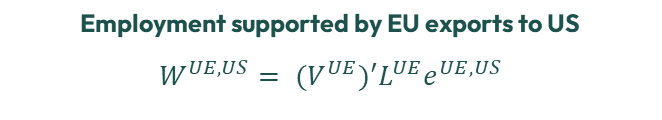 Employment supported by EU exports to US
W^{UE,US} = (V^{UE})'L^{UE}e^{UE,US}